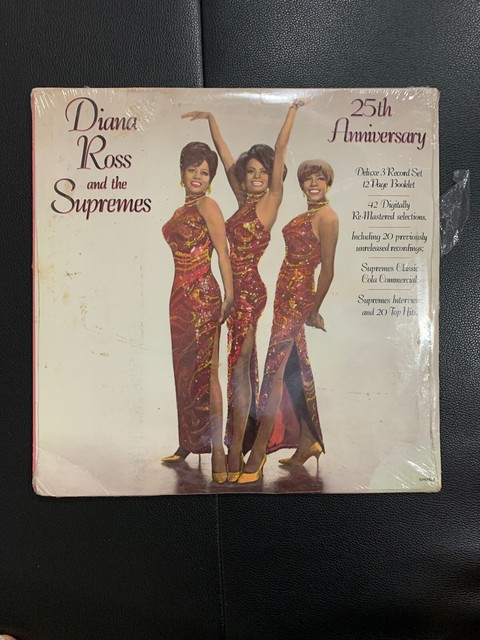 Diana
Ross
and the
Supremes
25th
Anniversary
Deluxe 3 Record Set
12 Page Booklet
42 Digitally
Re-Mastered selections.
Including 20 previously
unreleased recordings;
Supremes Classic
Cola Commercial
Supremes Interview
and 20 Top Hits.